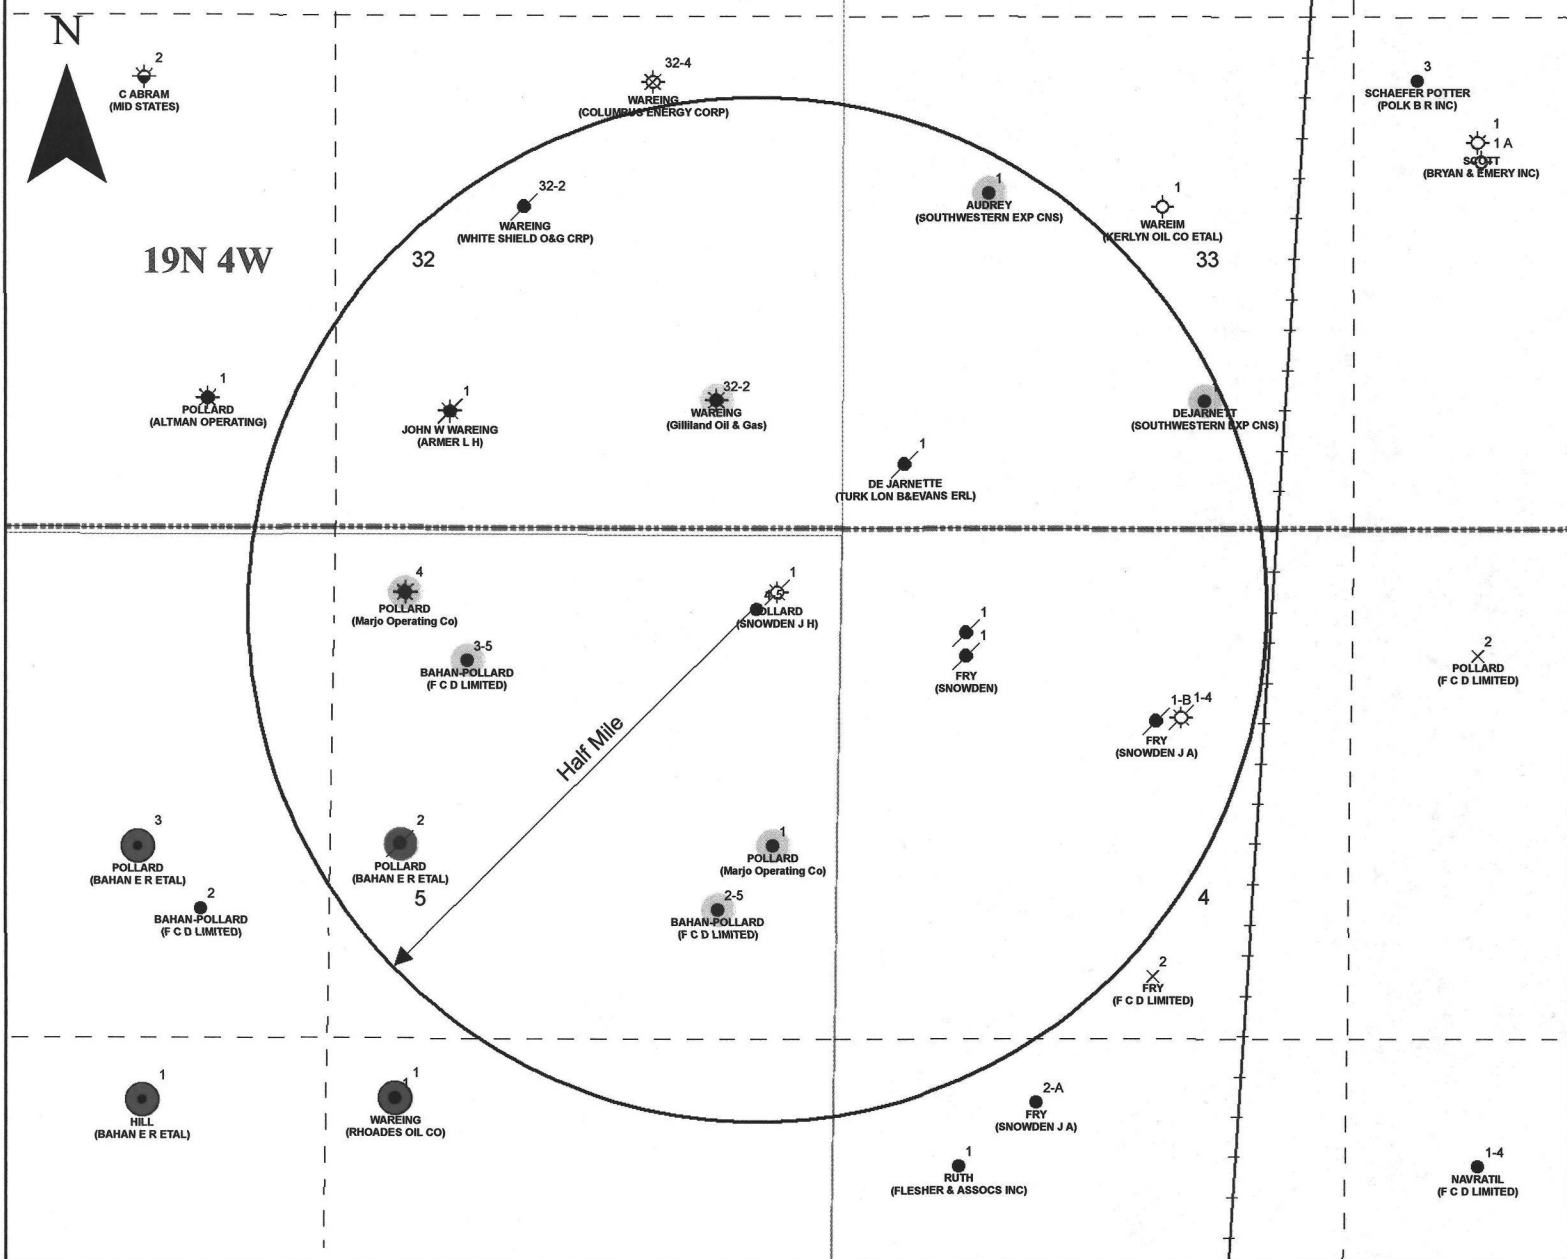 N
2
C ABRAM
(MID STATES)
32-4
WAREING
(COLUMBUS ENERGY CORP)
3
SCHAEFER POTTER
(POLK B R INC)
1
1 A
SCOTT
(BRYAN & EMERY INC)
32-2
WAREING
(WHITE SHIELD O&G CRP)
1
AUDREY
(SOUTHWESTERN EXP CNS)
1
WAREIM
(KERLYN OIL CO ETAL)
19N 4W
32
33
1
POLLARD
(ALTMAN OPERATING)
1
JOHN W WAREING
(ARMER L H)
32-2
WAREING
(Gilliland Oil & Gas)
1
DEJARNETT
(SOUTHWESTERN EXP CNS)
1
DE JARNETTE
(TURK LON B&EVANS ERL)
4
POLLARD
(Marjo Operating Co)
1
4-5
POLLARD
(SNOWDEN J H)
3-5
BAHAN-POLLARD
(F C D LIMITED)
1
1
FRY
(SNOWDEN)
2
POLLARD
(F C D LIMITED)
1-B
1-4
FRY
(SNOWDEN J A)
Half Mile
3
POLLARD
(BAHAN E R ETAL)
2
POLLARD
(BAHAN E R ETAL)
1
POLLARD
(Marjo Operating Co)
2
BAHAN-POLLARD
(F C D LIMITED)
5
2-5
BAHAN-POLLARD
(F C D LIMITED)
4
2
FRY
(F C D LIMITED)
1
HILL
(BAHAN E R ETAL)
1
1
WAREING
(RHOADES OIL CO)
2-A
FRY
(SNOWDEN J A)
1
RUTH
(FLESHER & ASSOCS INC)
1-4
NAVRATIL
(F C D LIMITED)